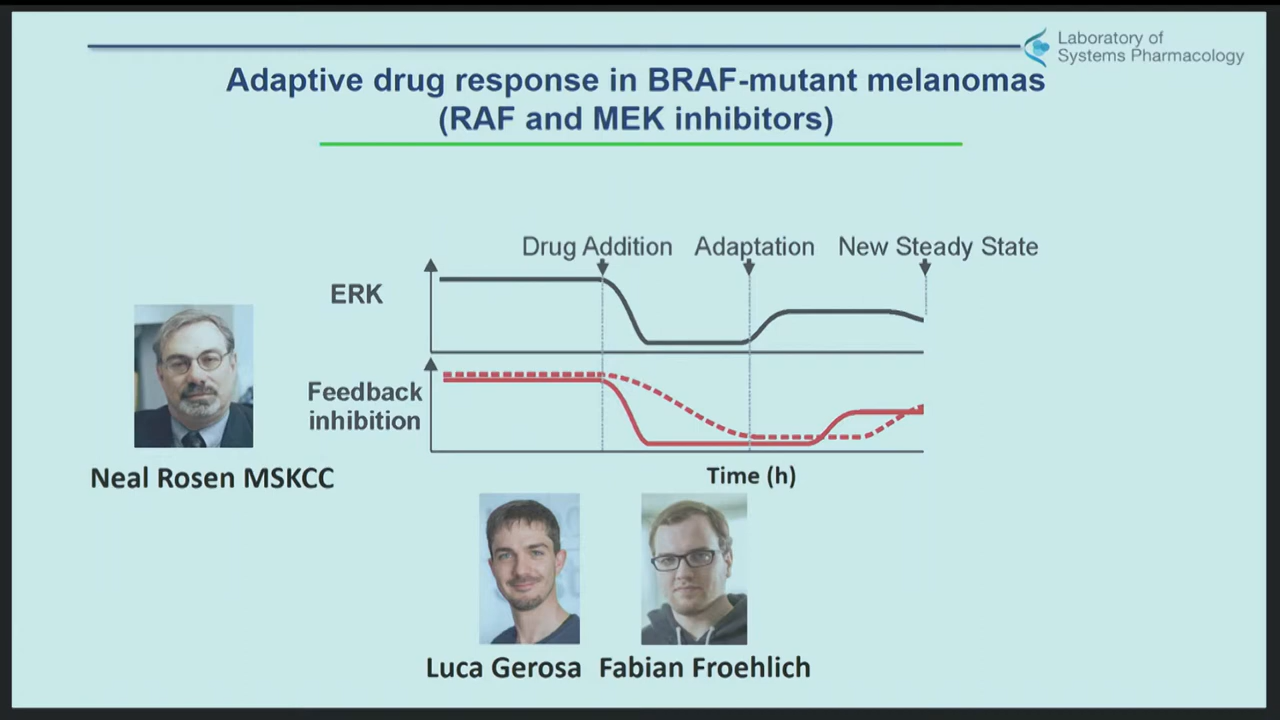 Laboratory of
Systems Pharmacology
Adaptive drug response in BRAF-mutant melanomas
(RAF and MEK inhibitors)
Drug Addition Adaptation New Steady State
ERK
Feedback
inhibition
Time (h)
Neal Rosen MSKCC
Luca Gerosa Fabian Froehlich